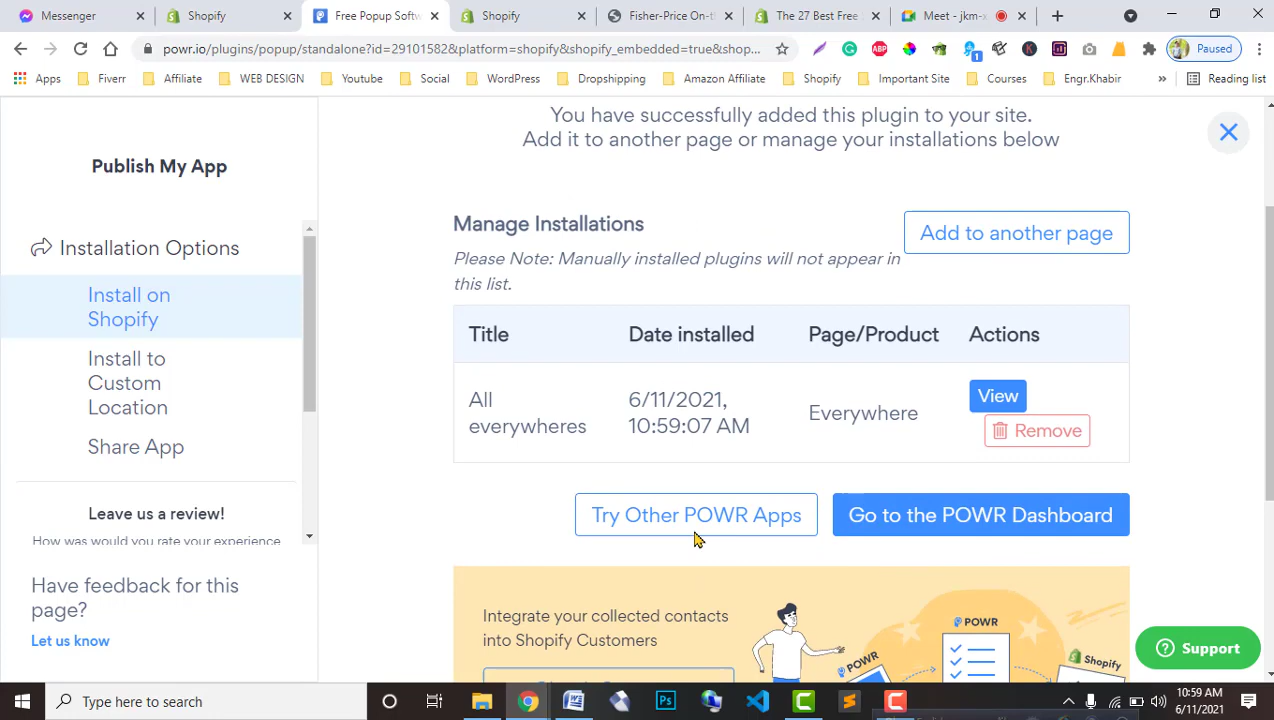 Messenger
Shopify
Free Popup Softw
Shopify
Fisher-Price On-t
The 27 Best Free
Meet - jkm-x
powr.io/plugins/popup/standalone?id=29101582&platform=shopify&shopify_embedded=true&shop...
Paused
Apps
Fiverr
Affiliate
WEB DESIGN
Youtube
Social
WordPress
Dropshipping
Amazon Affiliate
Shopify
Important Site
Courses
Engr.Khabir
»
Reading list
Publish My App
Installation Options
Install on
Shopify
Install to
Custom
Location
Share App
Leave us a review!
How was would you rate your experience
Have feedback for this
page?
Let us know
You have successfully added this plugin to your site.
Add it to another page or manage your installations below
Manage Installations
Add to another page
Please Note: Manually installed plugins will not appear in
this list.
Title
Date installed
Page/Product
Actions
All
everywheres
6/11/2021,
10:59:07 AM
Everywhere
View
Remove
Try Other POWR Apps
Go to the POWR Dashboard
Integrate your collected contacts
into Shopify Customers
POWR
POWR
Shopify
Support
Type here to search
10:59 AM
6/11/2021